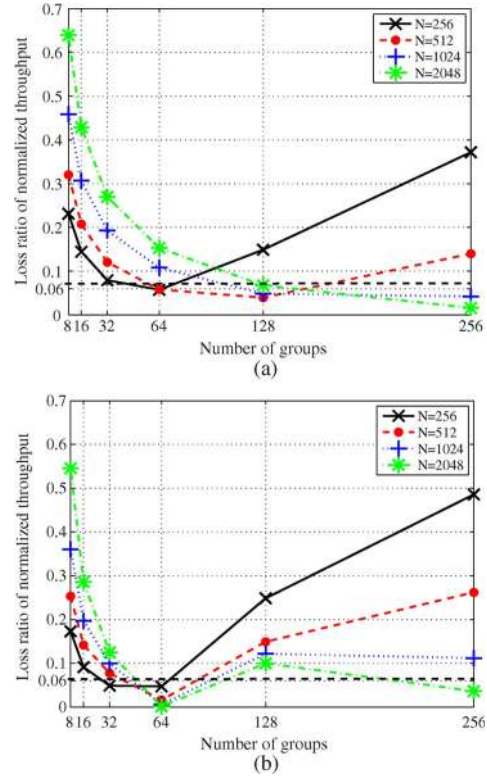 0.7
0.6
0.5
0.4
0.3
0.2
0.1
0.06
0
Loss ratio of normalized throughput
N=256
N=512
N=1024
N=2048
8 16 32 64 128 256
Number of groups
(a)
0.7
0.6
0.5
0.4
0.3
0.2
0.1
0.06
0
Loss ratio of normalized throughput
N=256
N=512
N=1024
N=2048
8 16 32 64 128 256
Number of groups
(b)